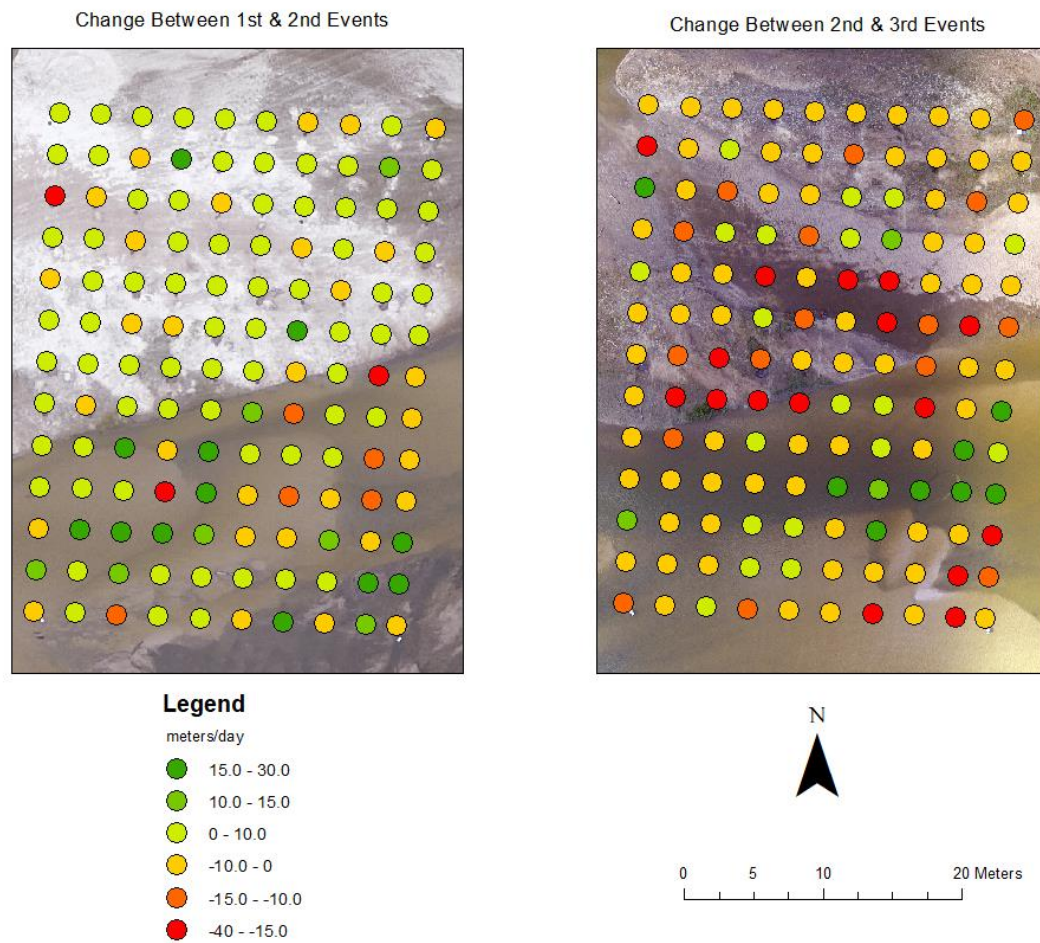 Change Between 1st & 2nd Events
Change Between 2nd & 3rd Events
Legend
meters/day
15.0 - 30.0
10.0 - 15.0
0 - 10.0
-10.0 - 0
-15.0 - -10.0
-40 - -15.0
N
0 5 10 20 Meters